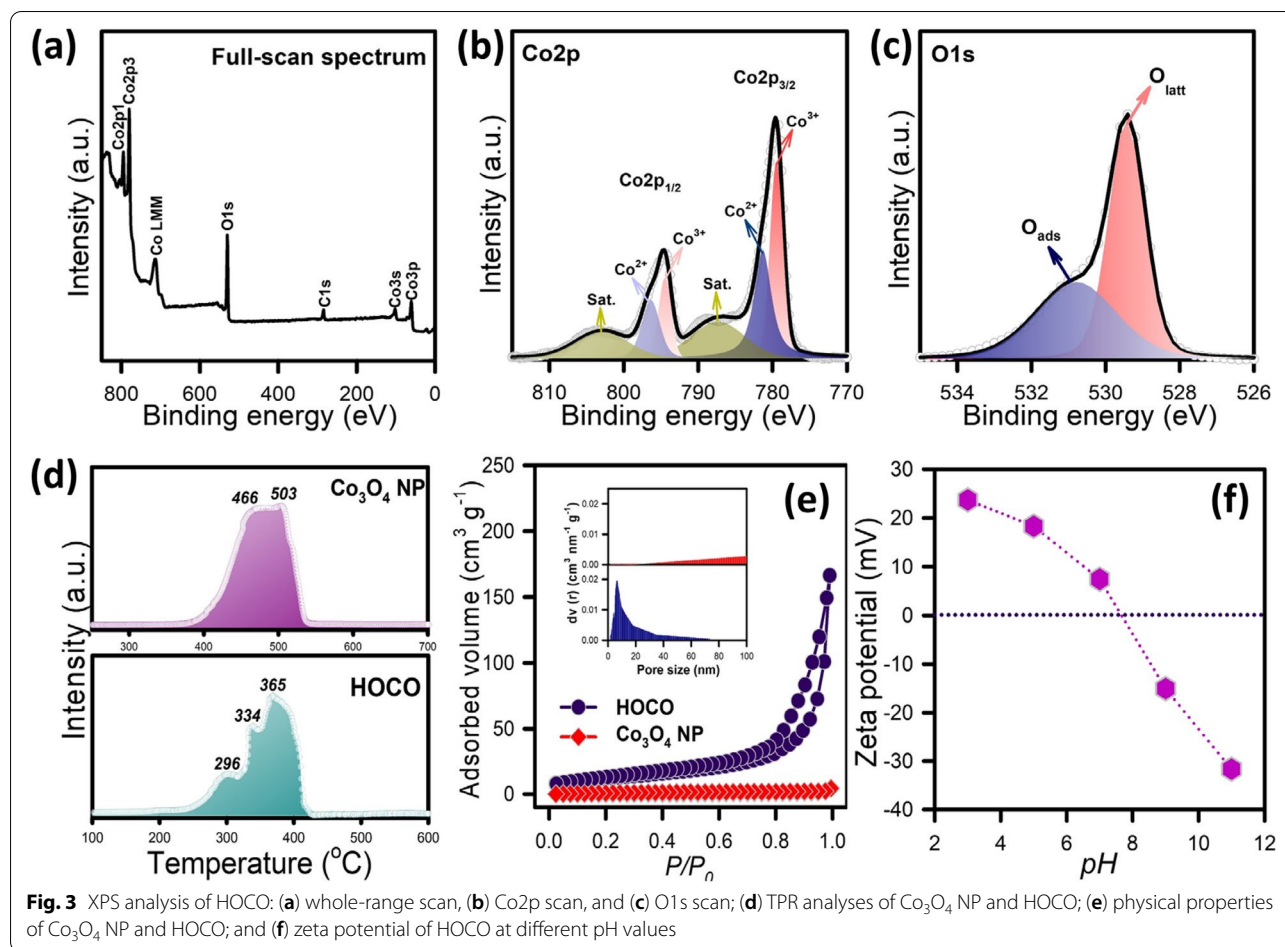 (a)
Full-scan spectrum
Co2p1
Co2p3
Co LMM
O1s
C1s
Co3s
Co3p
Intensity (a.u.)
800 600 400 200 0
Binding energy (eV)
(b)
Co2p
Co2p3/2
Co3+
Co2p1/2
Co2+
Co3+
Co2+
Sat.
Sat.
Intensity (a.u.)
810 800 790 780 770
Binding energy (eV)
(c)
O1s
Olatt
Oads
Intensity (a.u.)
534 532 530 528 526
Binding energy (eV)
(d)
466 503
Co3O4 NP
300 400 500 600 700
HOCO
365
334
296
Intensity (a.u.)
100 200 300 400 500 600
Temperature (oC)
(e)
250
200
150
100
50
0
Adsorbed volume (cm3 g-1)
0.02
0.01
0.00
0.02
0.01
0.00
dv (r) (cm3 nm-1 g-1)
0 20 40 60 80 100
Pore size (nm)
HOCO
Co3O4 NP
0.0 0.2 0.4 0.6 0.8 1.0
P/P0
(f)
30
20
10
0
-10
-20
-30
-40
Zeta potential (mV)
2 4 6 8 10 12
pH
Fig. 3 XPS analysis of HOCO: (a) whole-range scan, (b) Co2p scan, and (c) O1s scan; (d) TPR analyses of Co3O4 NP and HOCO; (e) physical properties
of Co3O4 NP and HOCO; and (f) zeta potential of HOCO at different pH values